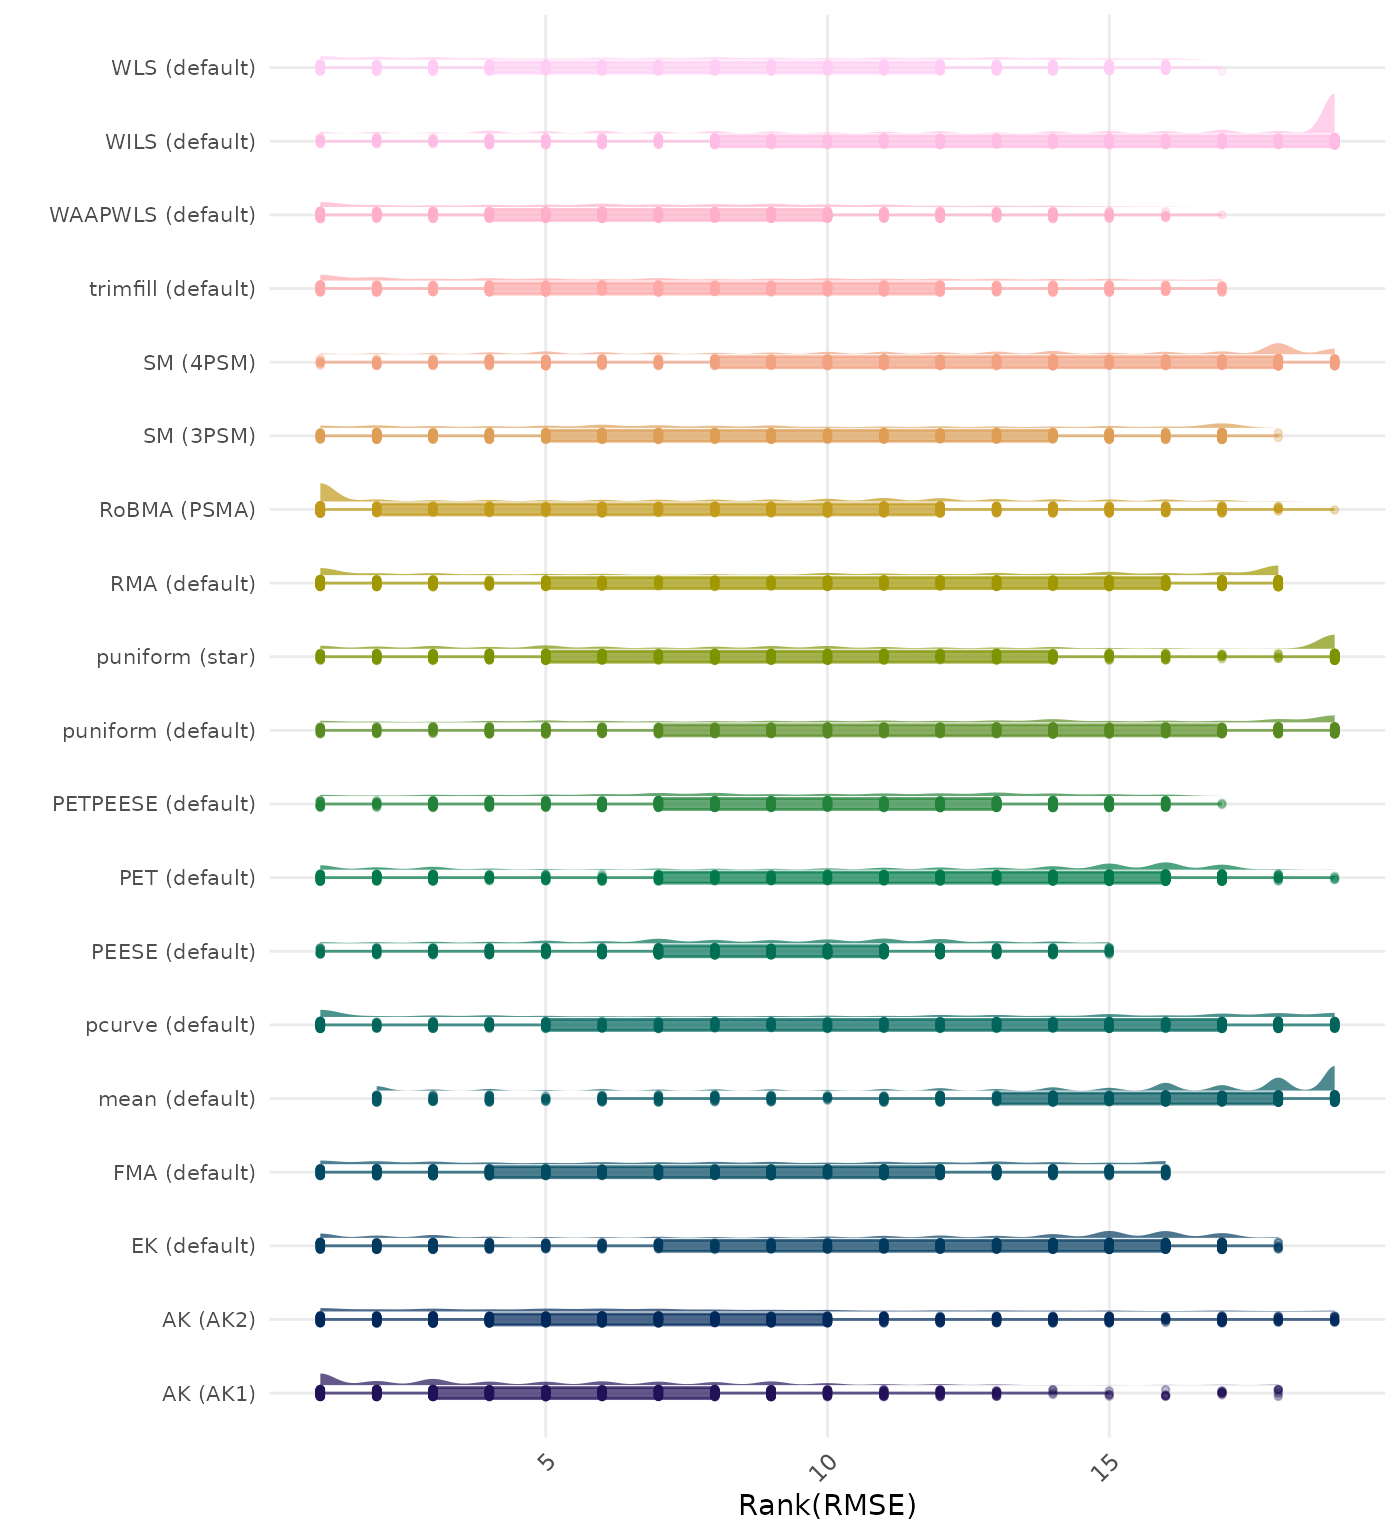 WLS (default)
WILS (default)
WAAPWLS (default)
trimfill (default)
SM (4PSM)
SM (3PSM)
RoBMA (PSMA)
RMA (default)
puniform (star)
puniform (default)
PETPEESE (default)
PET (default)
PEESE (default)
pcurve (default)
mean (default)
FMA (default)
EK (default)
AK (AK2)
AK (AK1)
5
10
15
Rank(RMSE)